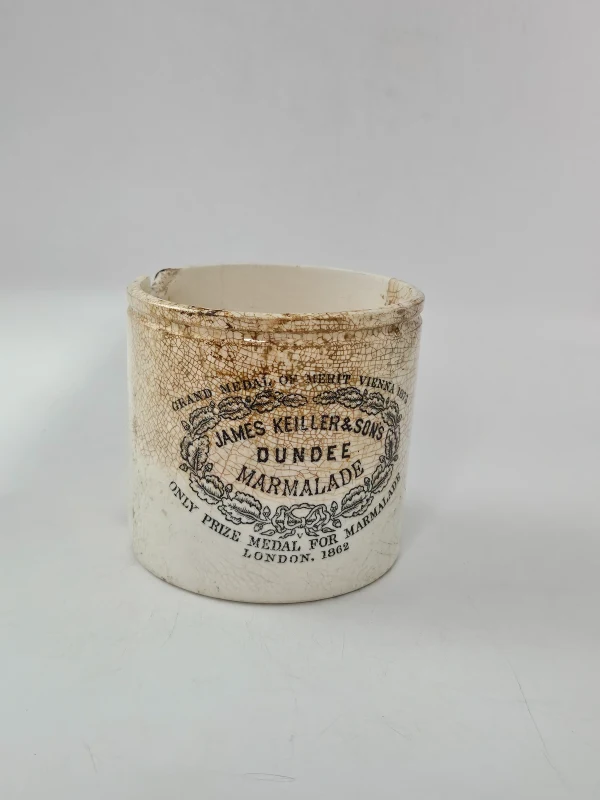 GRAND MEDAL OF MERIT VIENNA 1873
JAMES KEILLER & SONS
DUNDEE
MARMALADE
ONLY PRIZE MEDAL FOR MARMALADE
LONDON. 1862
V